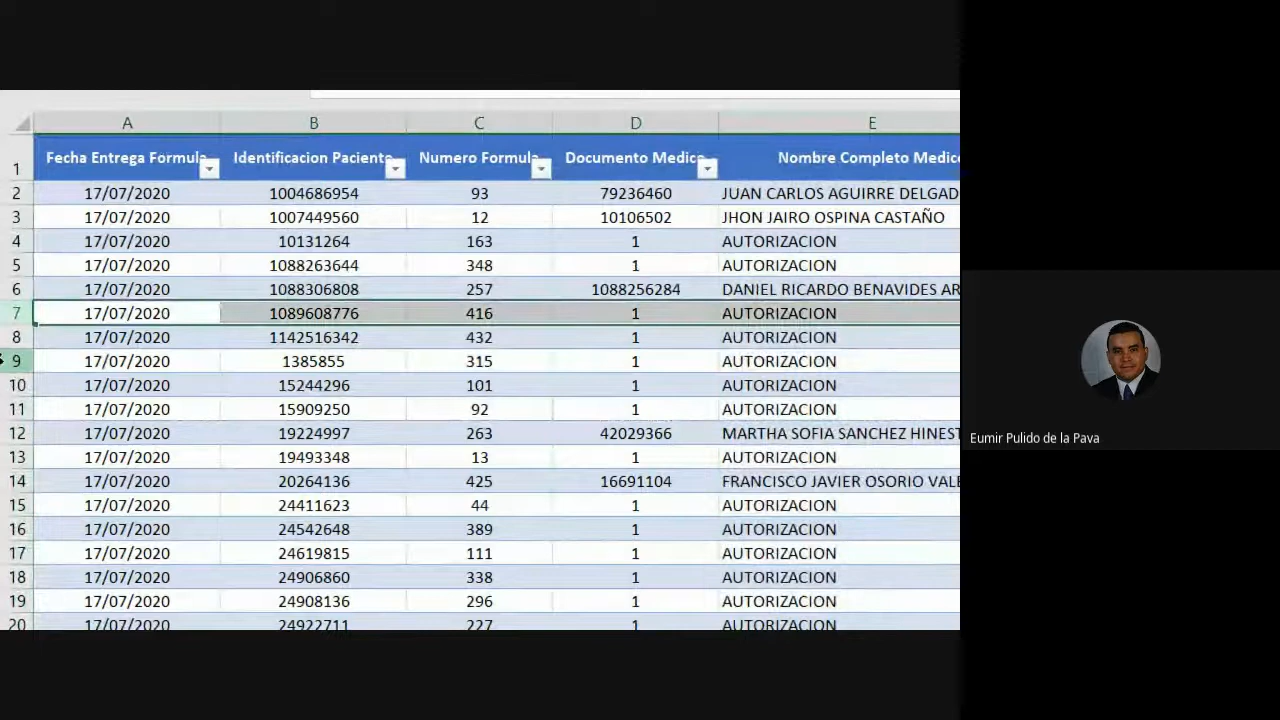 A B C D E
1 Fecha Entrega Formula Identificacion Paciente Numero Formula Documento Medico Nombre Completo Medico
2 17/07/2020 1004686954 93 79236460 JUAN CARLOS AGUIRRE DELGAD
3 17/07/2020 1007449560 12 10106502 JHON JAIRO OSPINA CASTAÑO
4 17/07/2020 10131264 163 1 AUTORIZACION
5 17/07/2020 1088263644 348 1 AUTORIZACION
6 17/07/2020 1088306808 257 1088256284 DANIEL RICARDO BENAVIDES AR
7 17/07/2020 1089608776 416 1 AUTORIZACION
8 17/07/2020 1142516342 432 1 AUTORIZACION
9 17/07/2020 1385855 315 1 AUTORIZACION
10 17/07/2020 15244296 101 1 AUTORIZACION
11 17/07/2020 15909250 92 1 AUTORIZACION
12 17/07/2020 19224997 263 42029366 MARTHA SOFIA SANCHEZ HINEST
13 17/07/2020 19493348 13 1 AUTORIZACION
14 17/07/2020 20264136 425 16691104 FRANCISCO JAVIER OSORIO VALE
15 17/07/2020 24411623 44 1 AUTORIZACION
16 17/07/2020 24542648 389 1 AUTORIZACION
17 17/07/2020 24619815 111 1 AUTORIZACION
18 17/07/2020 24906860 338 1 AUTORIZACION
19 17/07/2020 24908136 296 1 AUTORIZACION
20 17/07/2020 24922711 227 1 AUTORIZACION
Eumir Pulido de la Pava